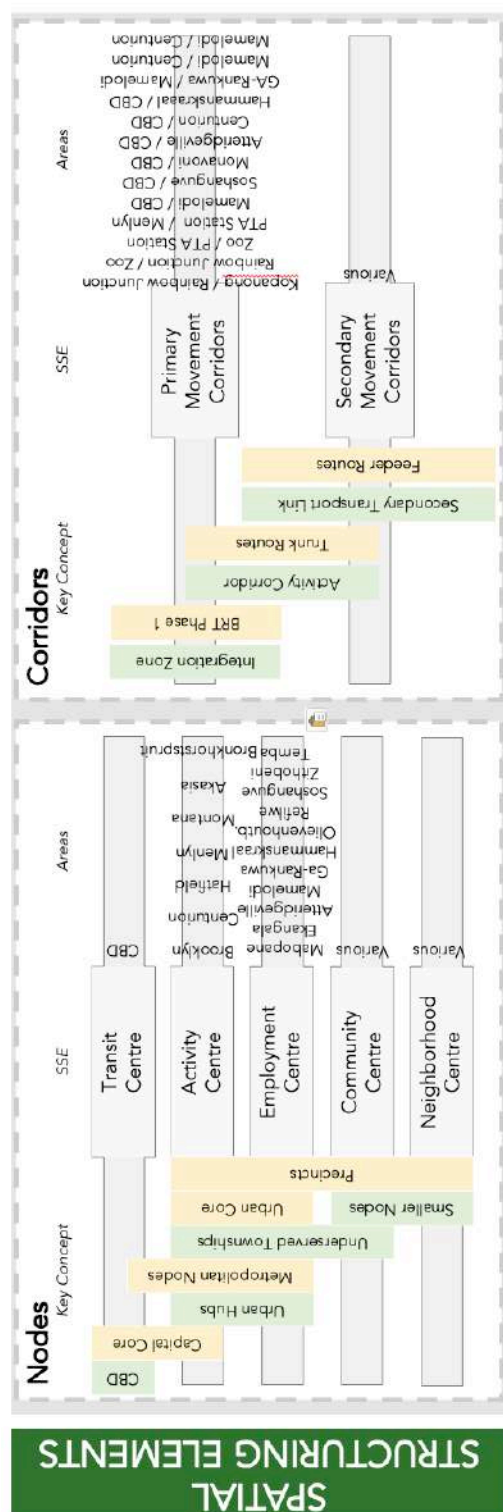 SPATIAL
STRUCTURING ELEMENTS
Nodes
Key Concept
SSE
Areas
CBD
Capital Core
Urban Hubs
Metropolitan Nodes
Underserved Townships
Urban Core
Smaller Nodes
Precincts
Transit
Centre
CBD
Activity
Centre
Brooklyn
Centurion
Hatfield
Menlyn
Montana
Akasia
Bronkhorstspruit
Employment
Centre
Mabopane
Ekangala
Atteridgeville
Mamelodi
Ga-Rankuwa
Hammanskraal
Olievenhoutb.
Refilwe
Soshanguve
Zithobeni
Temba
Community
Centre
Various
Neighborhood
Centre
Various
Corridors
Key Concept
SSE
Areas
Integration Zone
BRT Phase 1
Activity Corridor
Trunk Routes
Secondary Transport Link
Feeder Routes
Primary
Movement
Corridors
Kopanong / Rainbow Junction
Rainbow Junction / Zoo
Zoo / PTA Station
PTA Station / Menlyn
Mamelodi / CBD
Soshanguve / CBD
Monavoni / CBD
Atteridgeville / CBD
Centurion / CBD
Hammanskraal / CBD
GA-Rankuwa / Mamelodi
Mamelodi / Centurion
Mamelodi / Centurion
Secondary
Movement
Corridors
Various